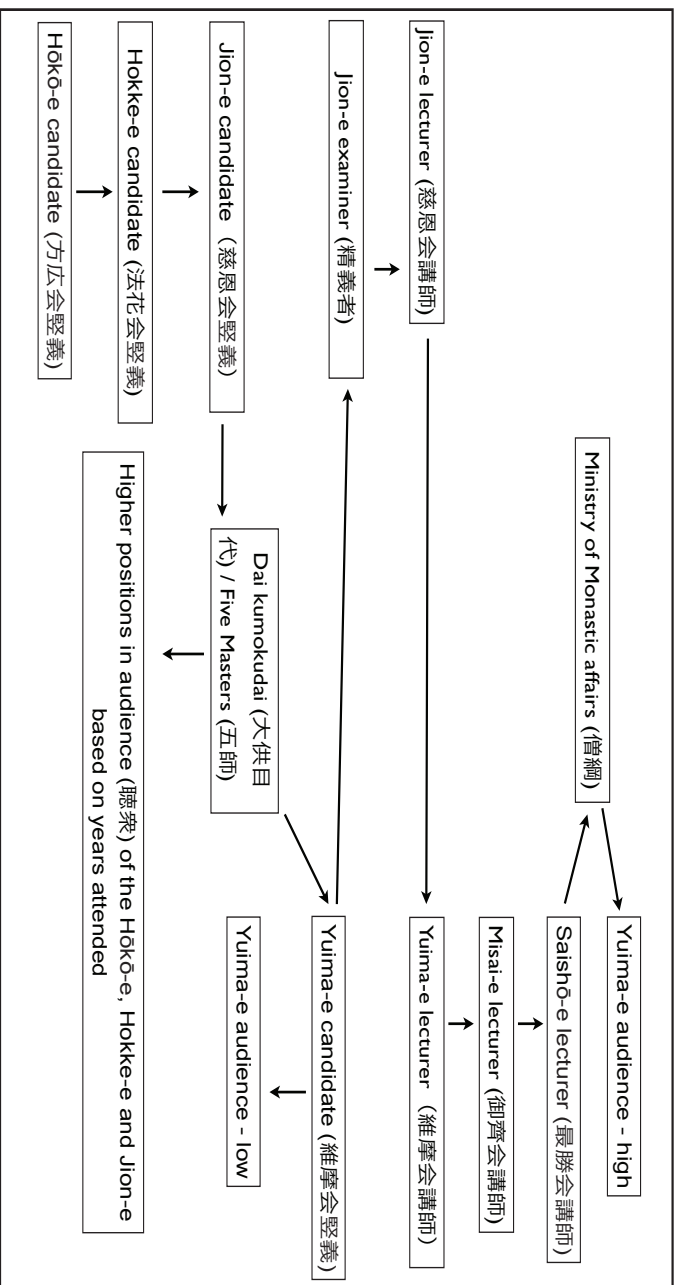 Yuima-e audience - high
Ministry of Monastic affairs (僧綱)
Saishō-e lecturer (最勝会講師)
Misai-e lecturer (御齊会講師)
Jion-e lecturer (慈恩会講師)
Yuima-e lecturer (維摩会講師)
Jion-e examiner (精義者)
Yuima-e candidate (維摩会竪義)
Jion-e candidate (慈恩会竪義)
Dai kumokudai (大供目
代) / Five Masters (五師)
Yuima-e audience - low
Hokke-e candidate (法花会竪義)
Hōkō-e candidate (方広会竪義)
Higher positions in audience (聴衆) of the Hōkō-e, Hokke-e and Jion-e
based on years attended